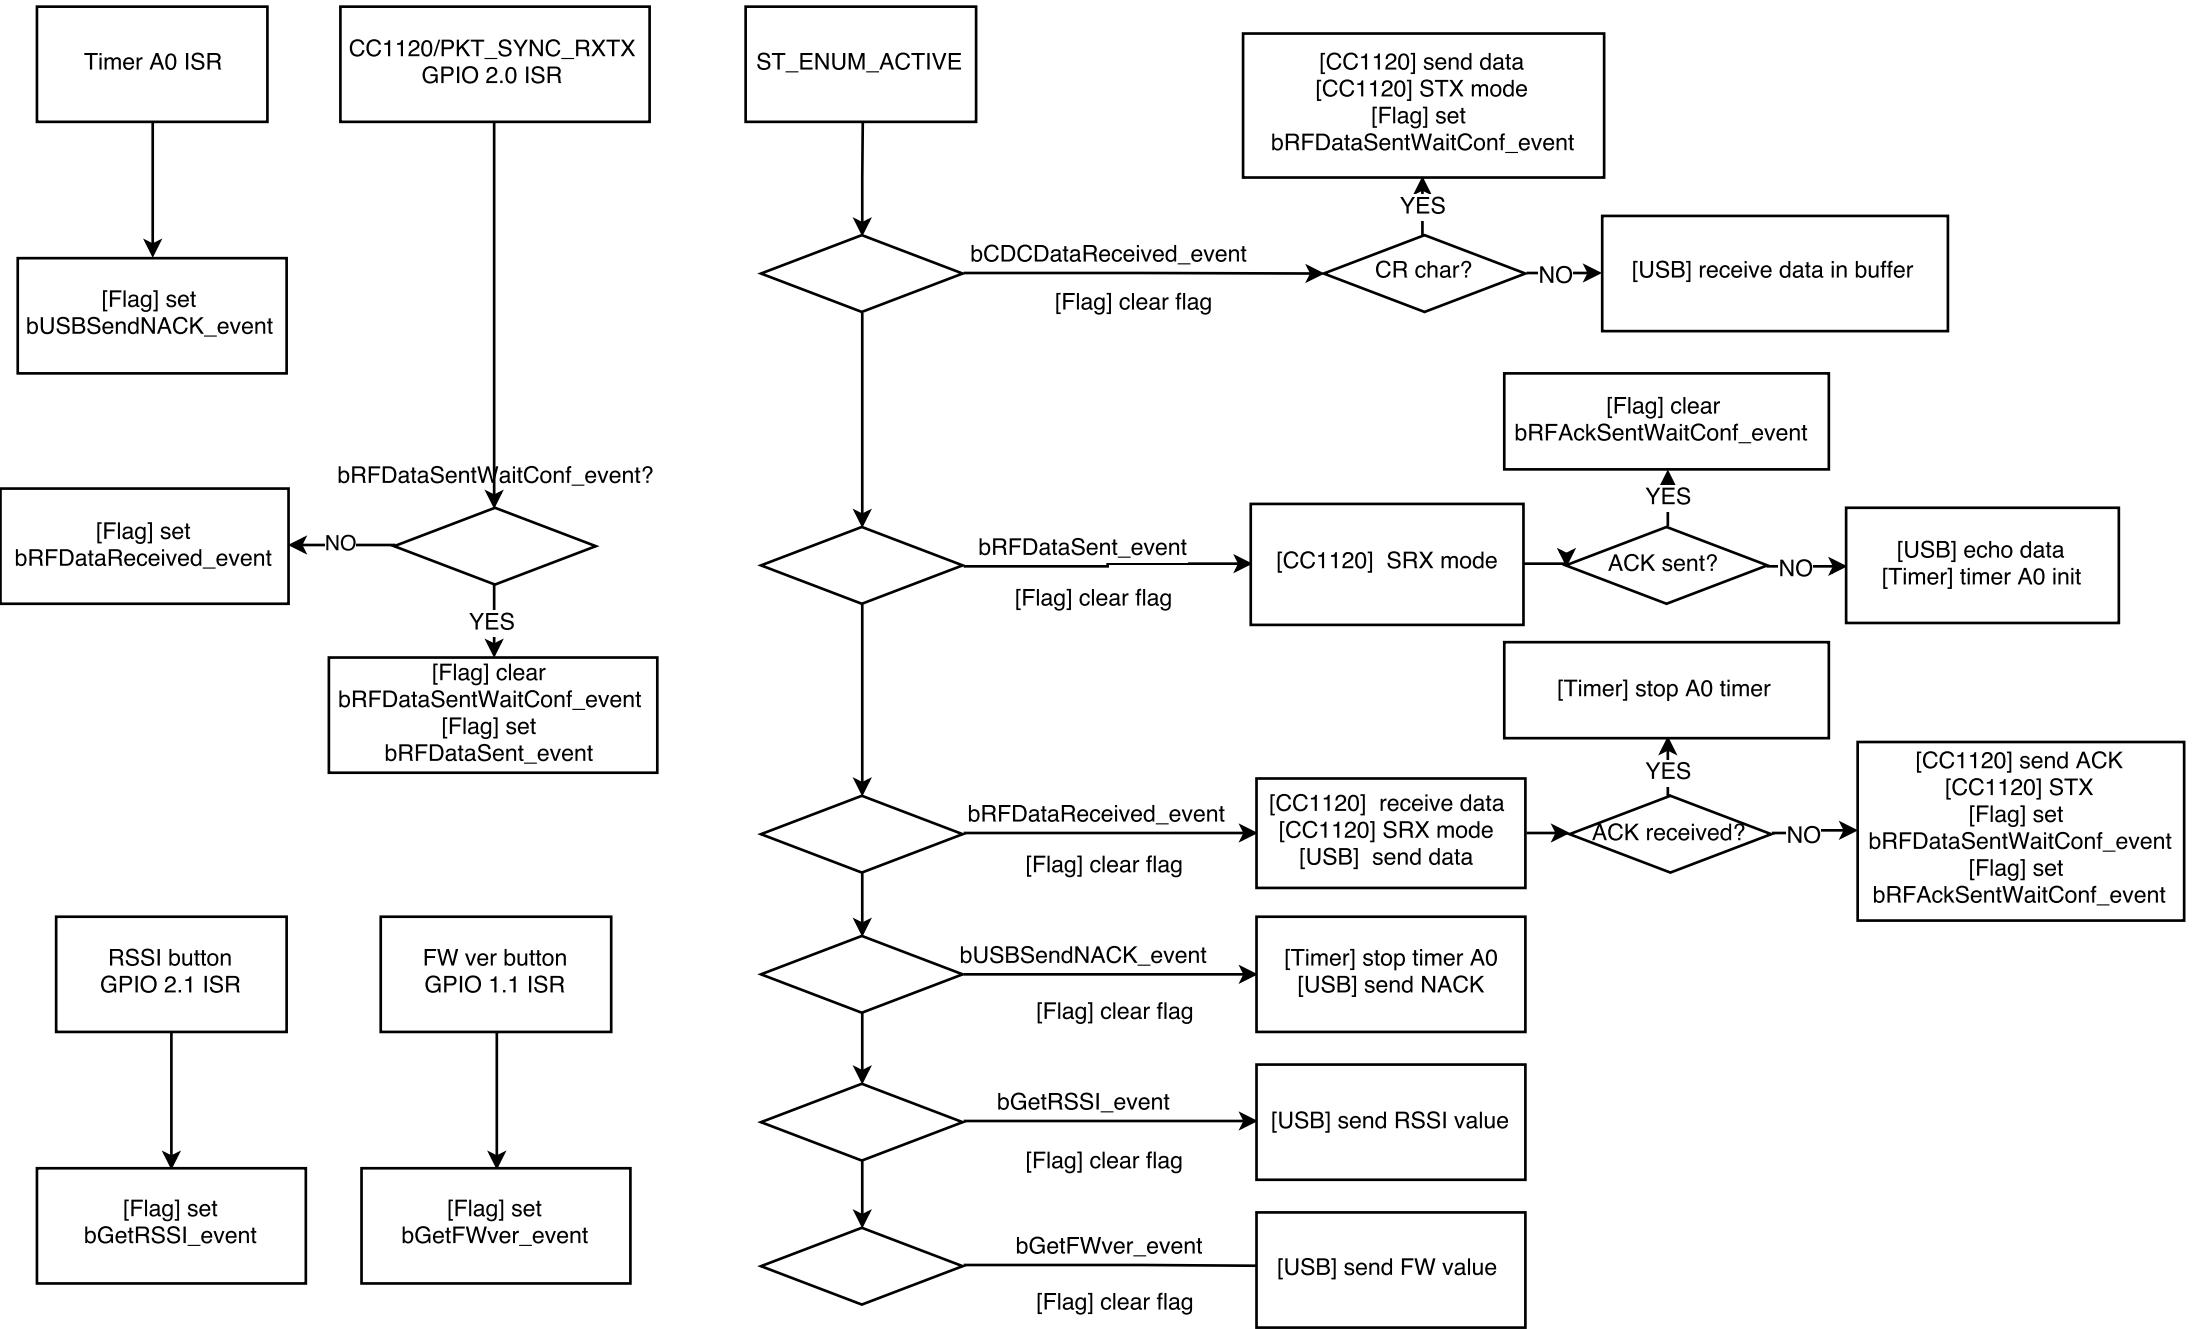 Timer A0 ISR
[Flag] set
bUSBSendNACK_event
CC1120/PKT_SYNC_RXTX
GPIO 2.0 ISR
bRFDataSentWaitConf_event?
NO
[Flag] set
bRFDataReceived_event
YES
[Flag] clear
bRFDataSentWaitConf_event
[Flag] set
bRFDataSent_event
RSSI button
GPIO 2.1 ISR
[Flag] set
bGetRSSI_event
FW ver button
GPIO 1.1 ISR
[Flag] set
bGetFWver_event
ST_ENUM_ACTIVE
bCDCDataReceived_event
[Flag] clear flag
CR char?
YES
[CC1120] send data
[CC1120] STX mode
[Flag] set
bRFDataSentWaitConf_event
NO
[USB] receive data in buffer
bRFDataSent_event
[Flag] clear flag
[CC1120]  SRX mode
ACK sent?
YES
[Flag] clear
bRFAckSentWaitConf_event
NO
[USB] echo data
[Timer] timer A0 init
bRFDataReceived_event
[Flag] clear flag
[CC1120]  receive data
[CC1120] SRX mode
[USB]  send data
ACK received?
YES
[Timer] stop A0 timer
NO
[CC1120] send ACK
[CC1120] STX
[Flag] set
bRFDataSentWaitConf_event
[Flag] set
bRFAckSentWaitConf_event
bUSBSendNACK_event
[Flag] clear flag
[Timer] stop timer A0
[USB] send NACK
bGetRSSI_event
[Flag] clear flag
[USB] send RSSI value
bGetFWver_event
[Flag] clear flag
[USB] send FW value